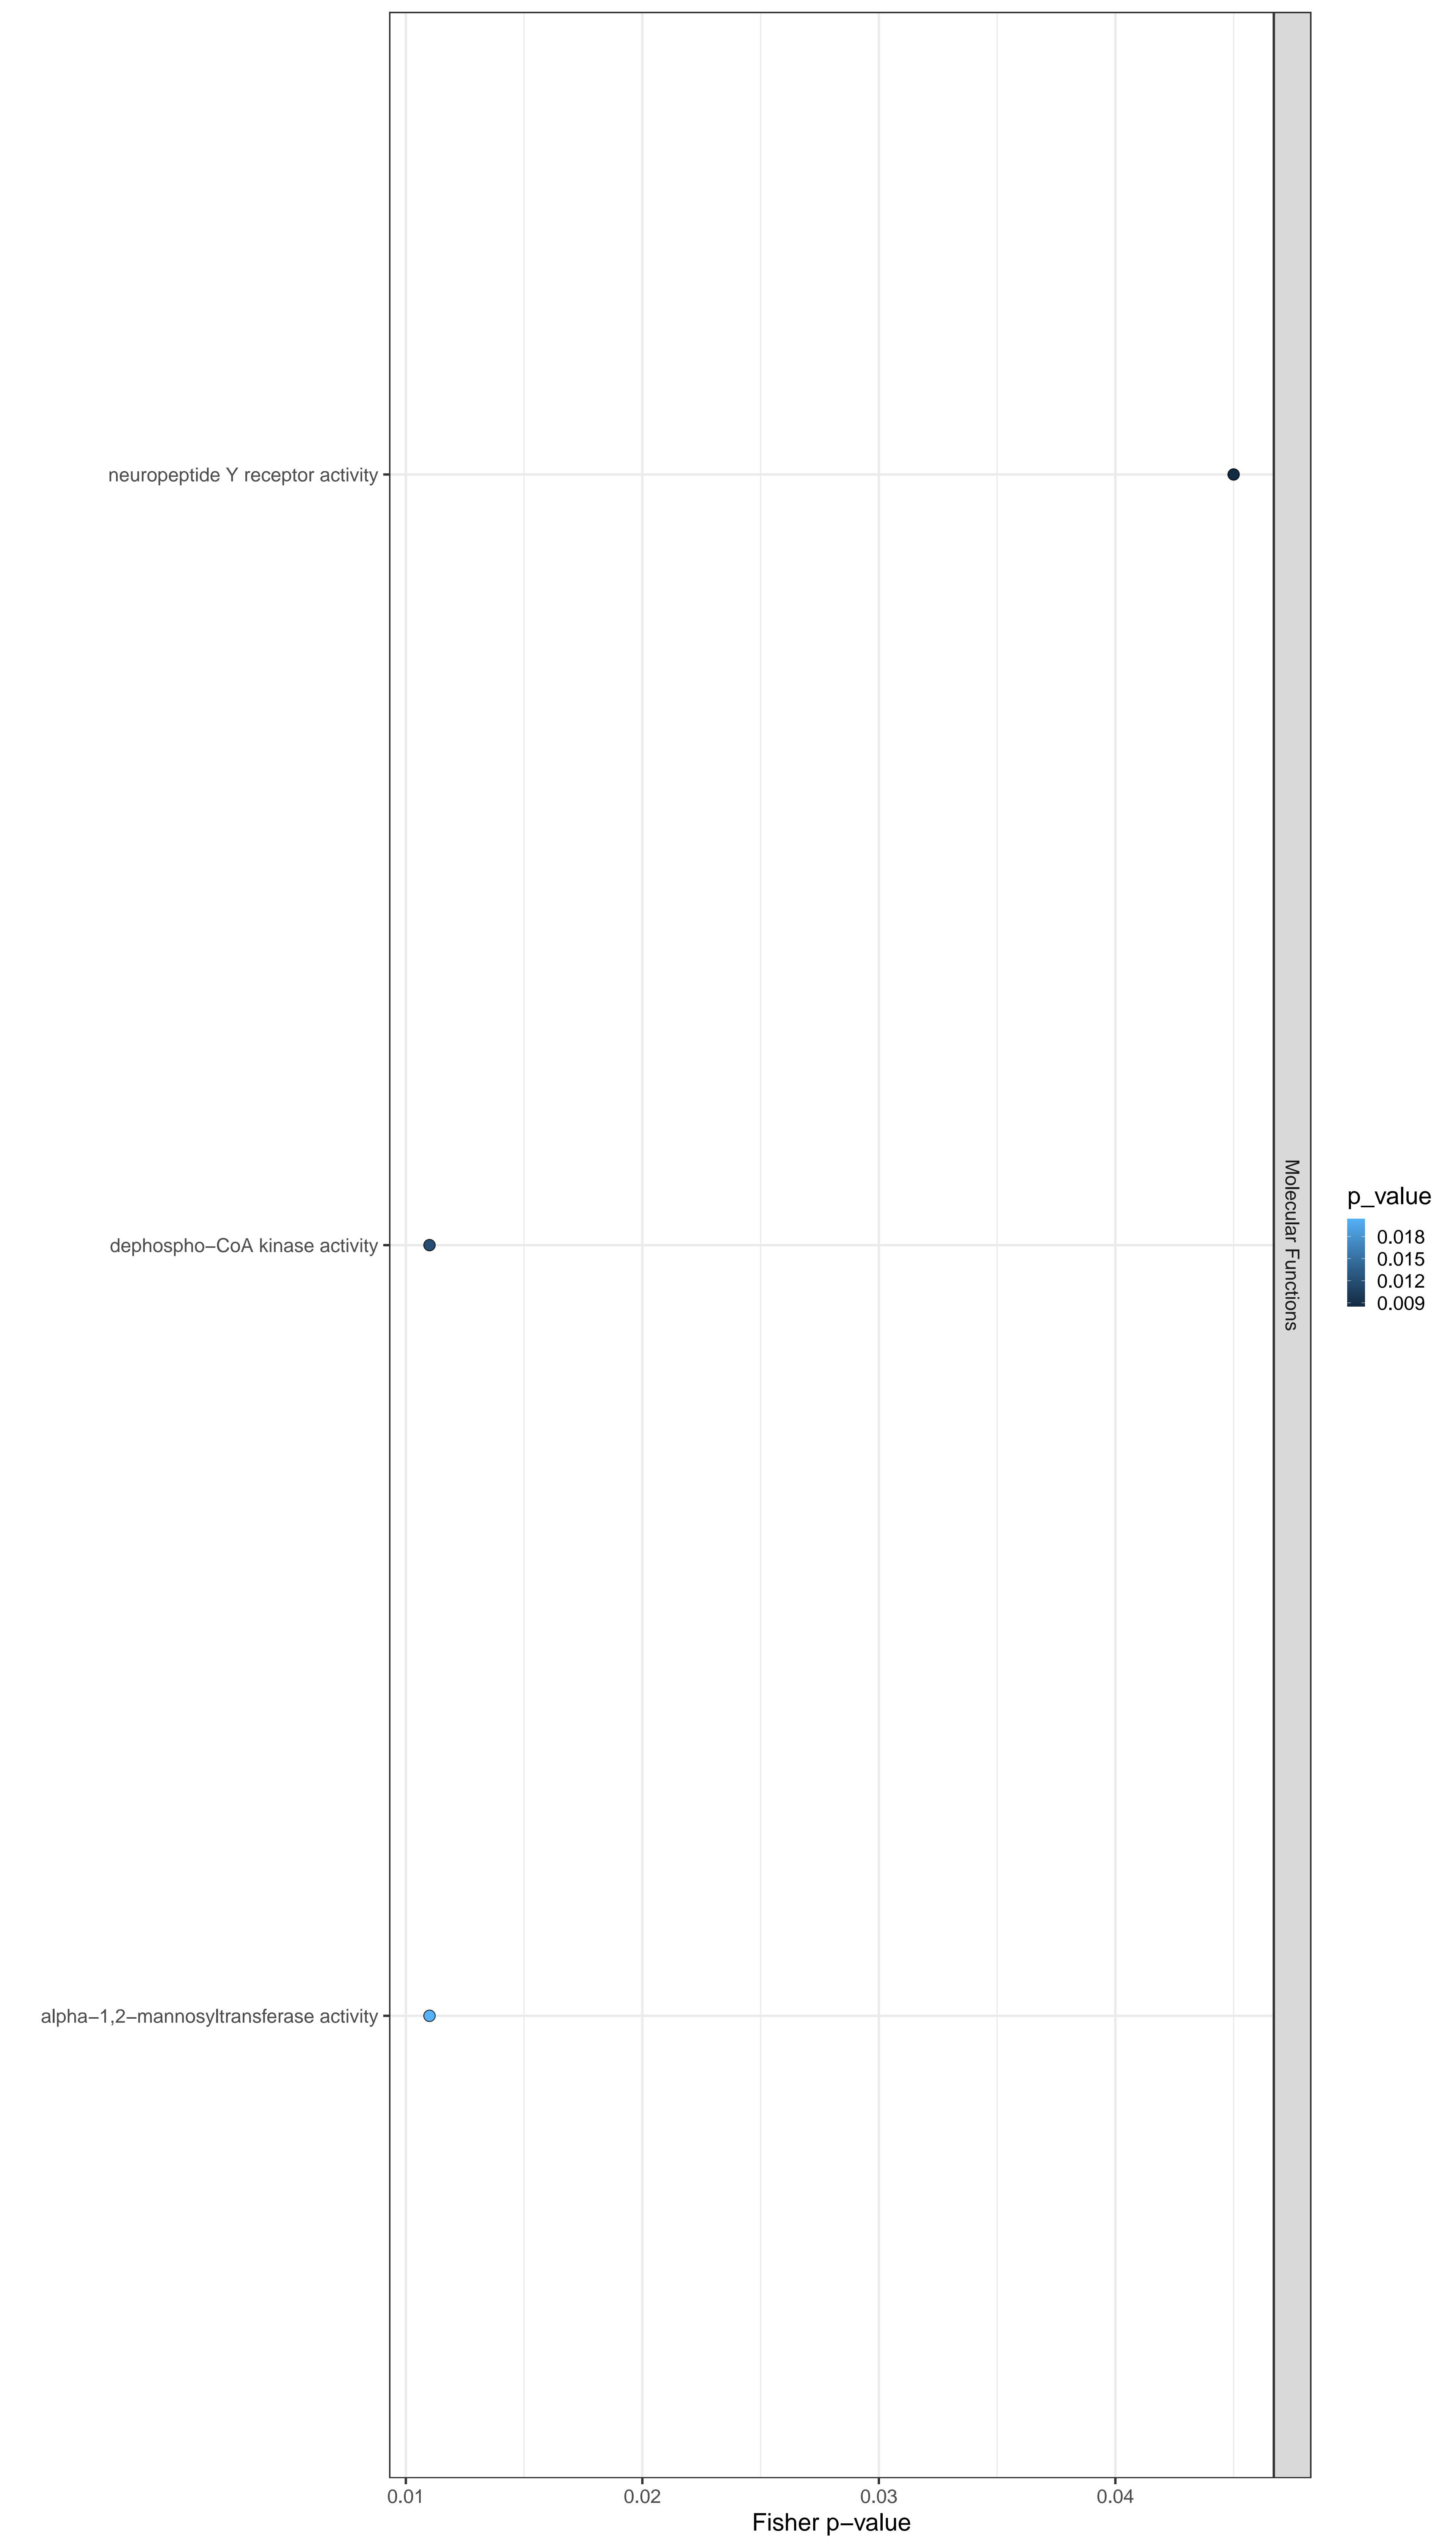 neuropeptide Y receptor activity
dephospho−CoA kinase activity
alpha−1,2−mannosyltransferase activity
0.01
0.02
0.03
0.04
Fisher p−value
Molecular Functions
p_value
0.018
0.015
0.012
0.009